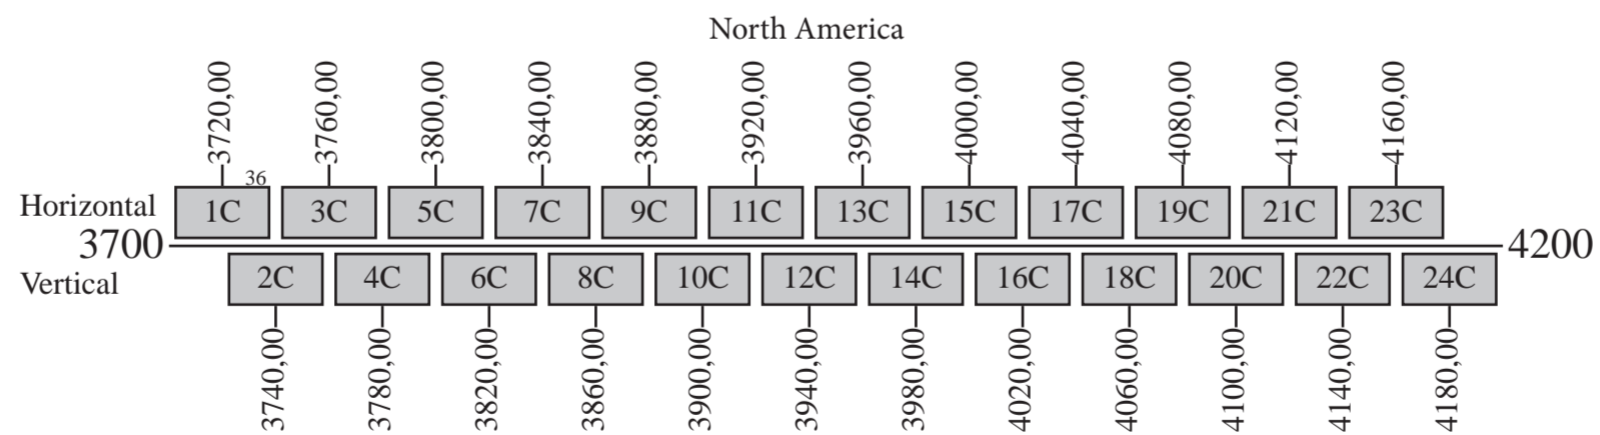 North America
3720,00 3760,00 3800,00 3840,00 3880,00 3920,00 3960,00 4000,00 4040,00 4080,00 4120,00 4160,00
36
Horizontal 1C 3C 5C 7C 9C 11C 13C 15C 17C 19C 21C 23C
3700 4200
Vertical 2C 4C 6C 8C 10C 12C 14C 16C 18C 20C 22C 24C
3740,00 3780,00 3820,00 3860,00 3900,00 3940,00 3980,00 4020,00 4060,00 4100,00 4140,00 4180,00